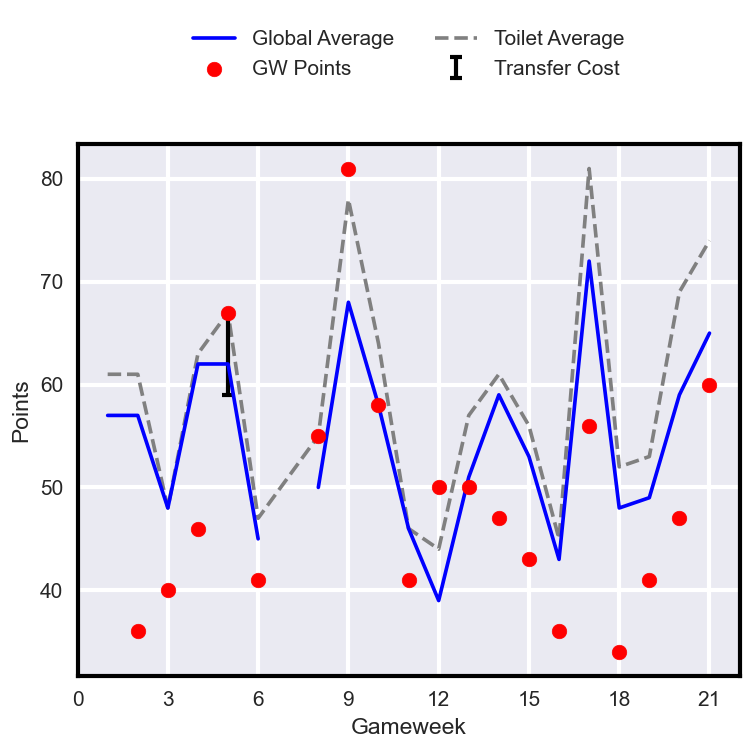 Global Average
Toilet Average
GW Points
Transfer Cost
80
70
60
50
40
Points
0 3 6 9 12 15 18 21
Gameweek